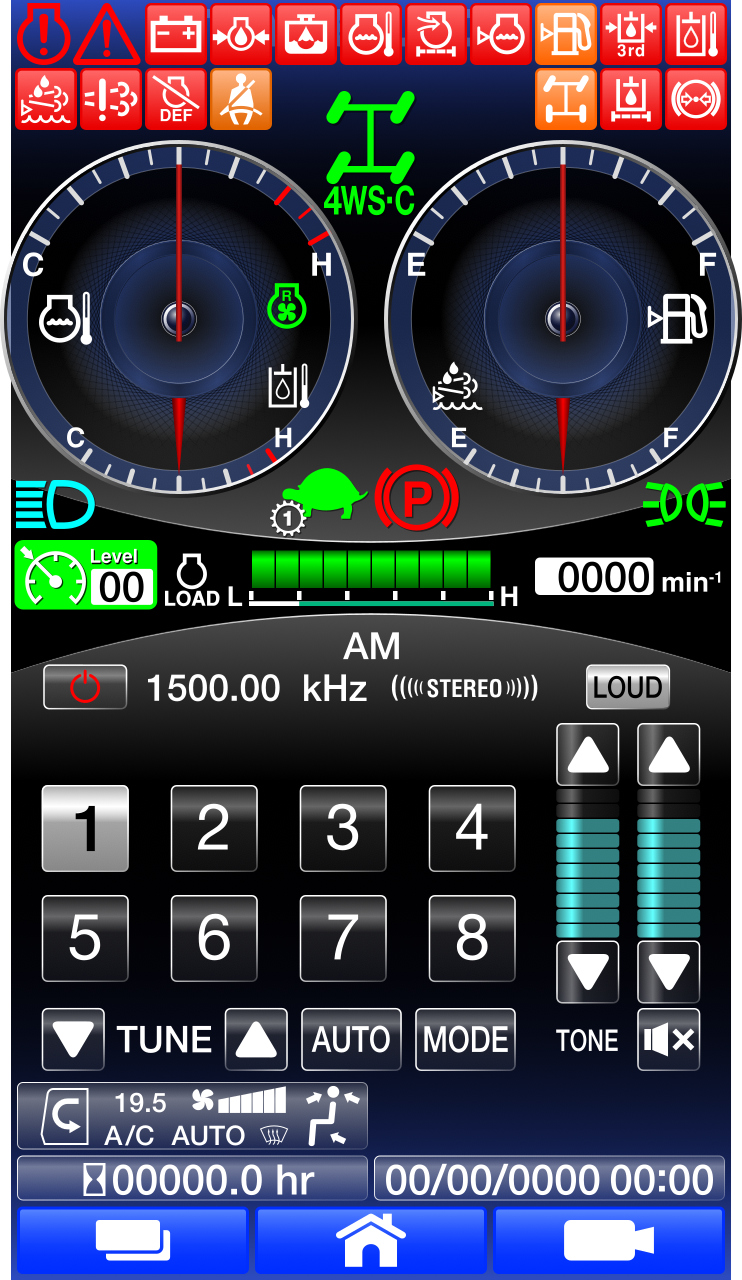 3rd
DEF
4WS·C
C H
E F
R
C H
E F
1
P
Level
00
LOAD L H
0000 min-1
AM
1500.00 kHz ((((( STEREO )))))
LOUD
1 2 3 4
5 6 7 8
TUNE AUTO MODE TONE
19.5
A/C AUTO
00000.0 hr
00/00/0000 00:00